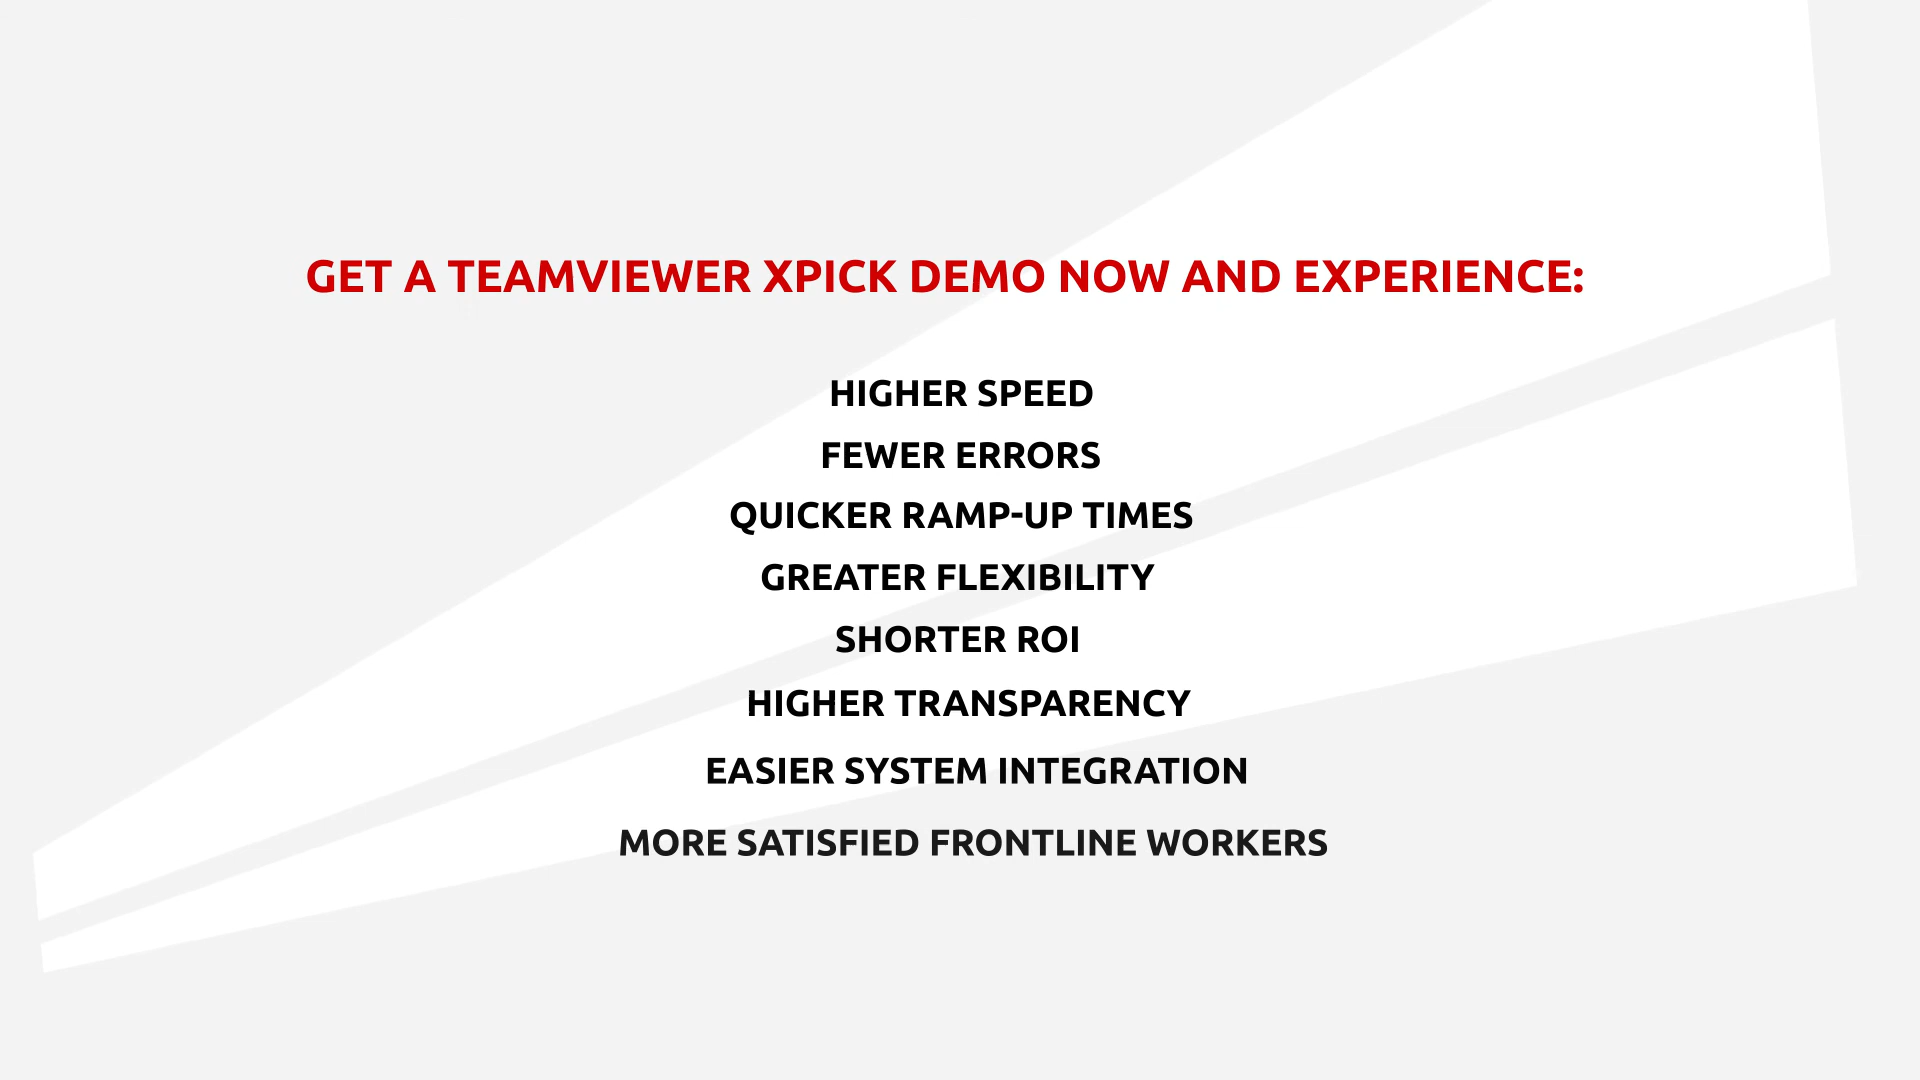 GET A TEAMVIEWER XPICK DEMO NOW AND EXPERIENCE:
HIGHER SPEED
FEWER ERRORS
QUICKER RAMP-UP TIMES
GREATER FLEXIBILITY
SHORTER ROI
HIGHER TRANSPARENCY
EASIER SYSTEM INTEGRATION
MORE SATISFIED FRONTLINE WORKERS